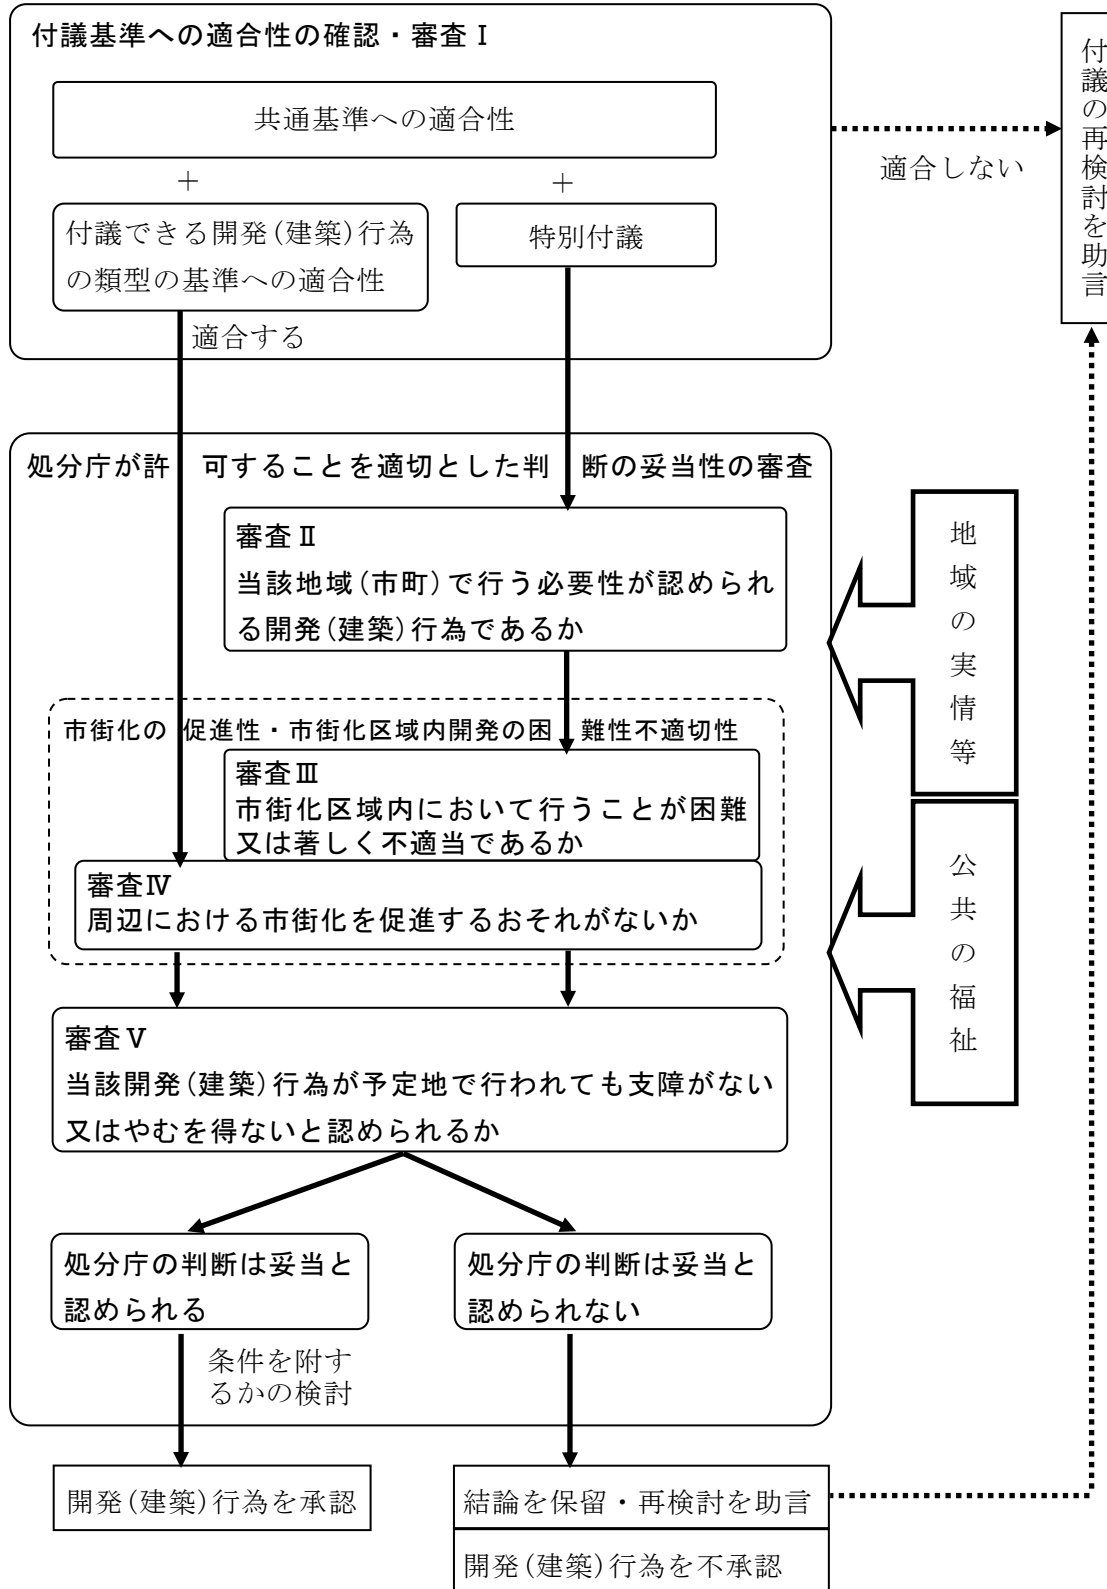 付議基準への適合性の確認・審査Ⅰ
共通基準への適合性
＋
＋
付議できる開発(建築)行為
の類型の基準への適合性
特別付議
適合する
適合しない
付議の再検討を助言
処分庁が許可することを適切とした判断の妥当性の審査
審査Ⅱ
当該地域(市町)で行う必要性が認められ
る開発(建築)行為であるか
市街化の促進性・市街化区域内開発の困難性不適切性
審査Ⅲ
市街化区域内において行うことが困難
又は著しく不適当であるか
審査Ⅳ
周辺における市街化を促進するおそれがないか
地域の実情等
公共の福祉
審査Ⅴ
当該開発(建築)行為が予定地で行われても支障がない
又はやむを得ないと認められるか
処分庁の判断は妥当と
認められる
処分庁の判断は妥当と
認められない
条件を附す
るかの検討
開発(建築)行為を承認
結論を保留・再検討を助言
開発(建築)行為を不承認